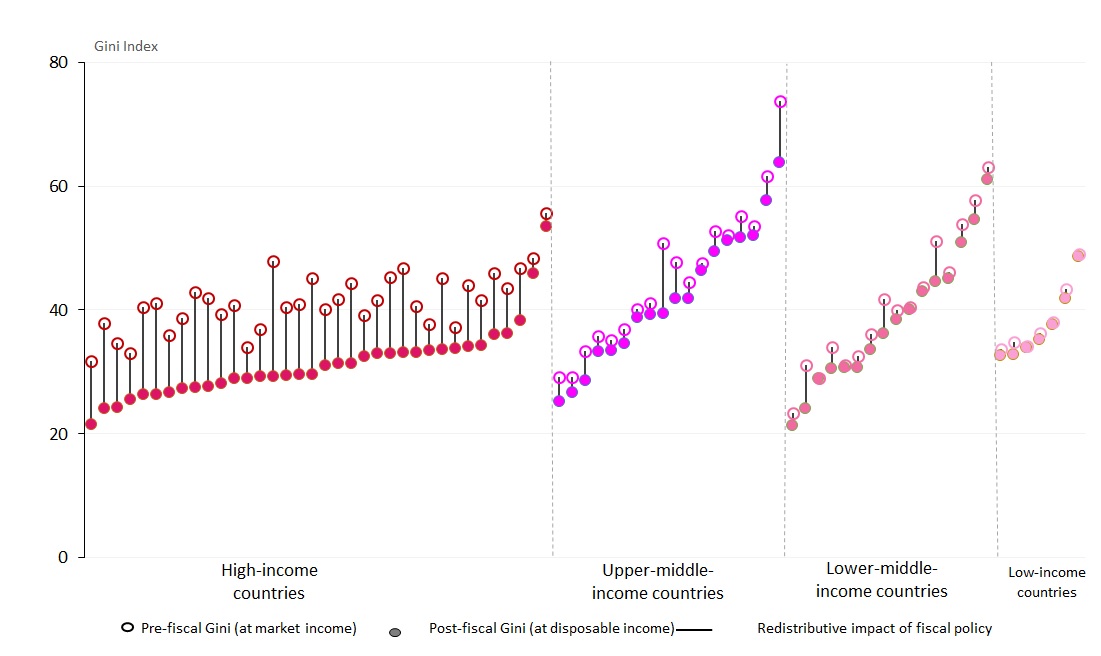 Gini Index
80
60
40
20
0
High-income
countries
Upper-middle-
income countries
Lower-middle-
income countries
Low-income
countries
Pre-fiscal Gini (at market income)
Post-fiscal Gini (at disposable income)
Redistributive impact of fiscal policy